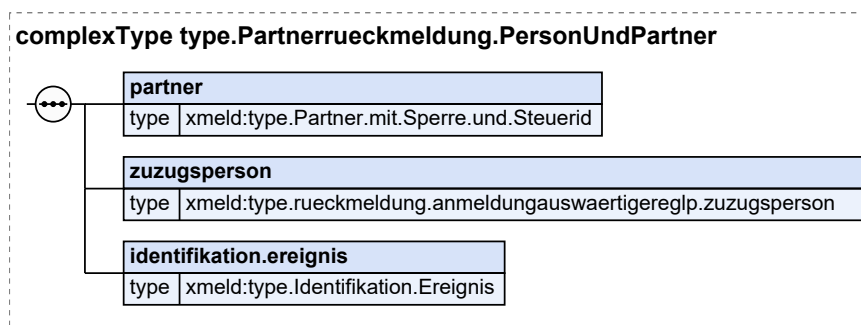 complexType type.Partnerrueckmeldung.PersonUndPartner
partner
type xmeld:type.Partner.mit.Sperre.und.Steuerid
zuzugsperson
type xmeld:type.rueckmeldung.anmeldungauswaertigereglp.zuzugsperson
identifikation.ereignis
type xmeld:type.Identifikation.Ereignis